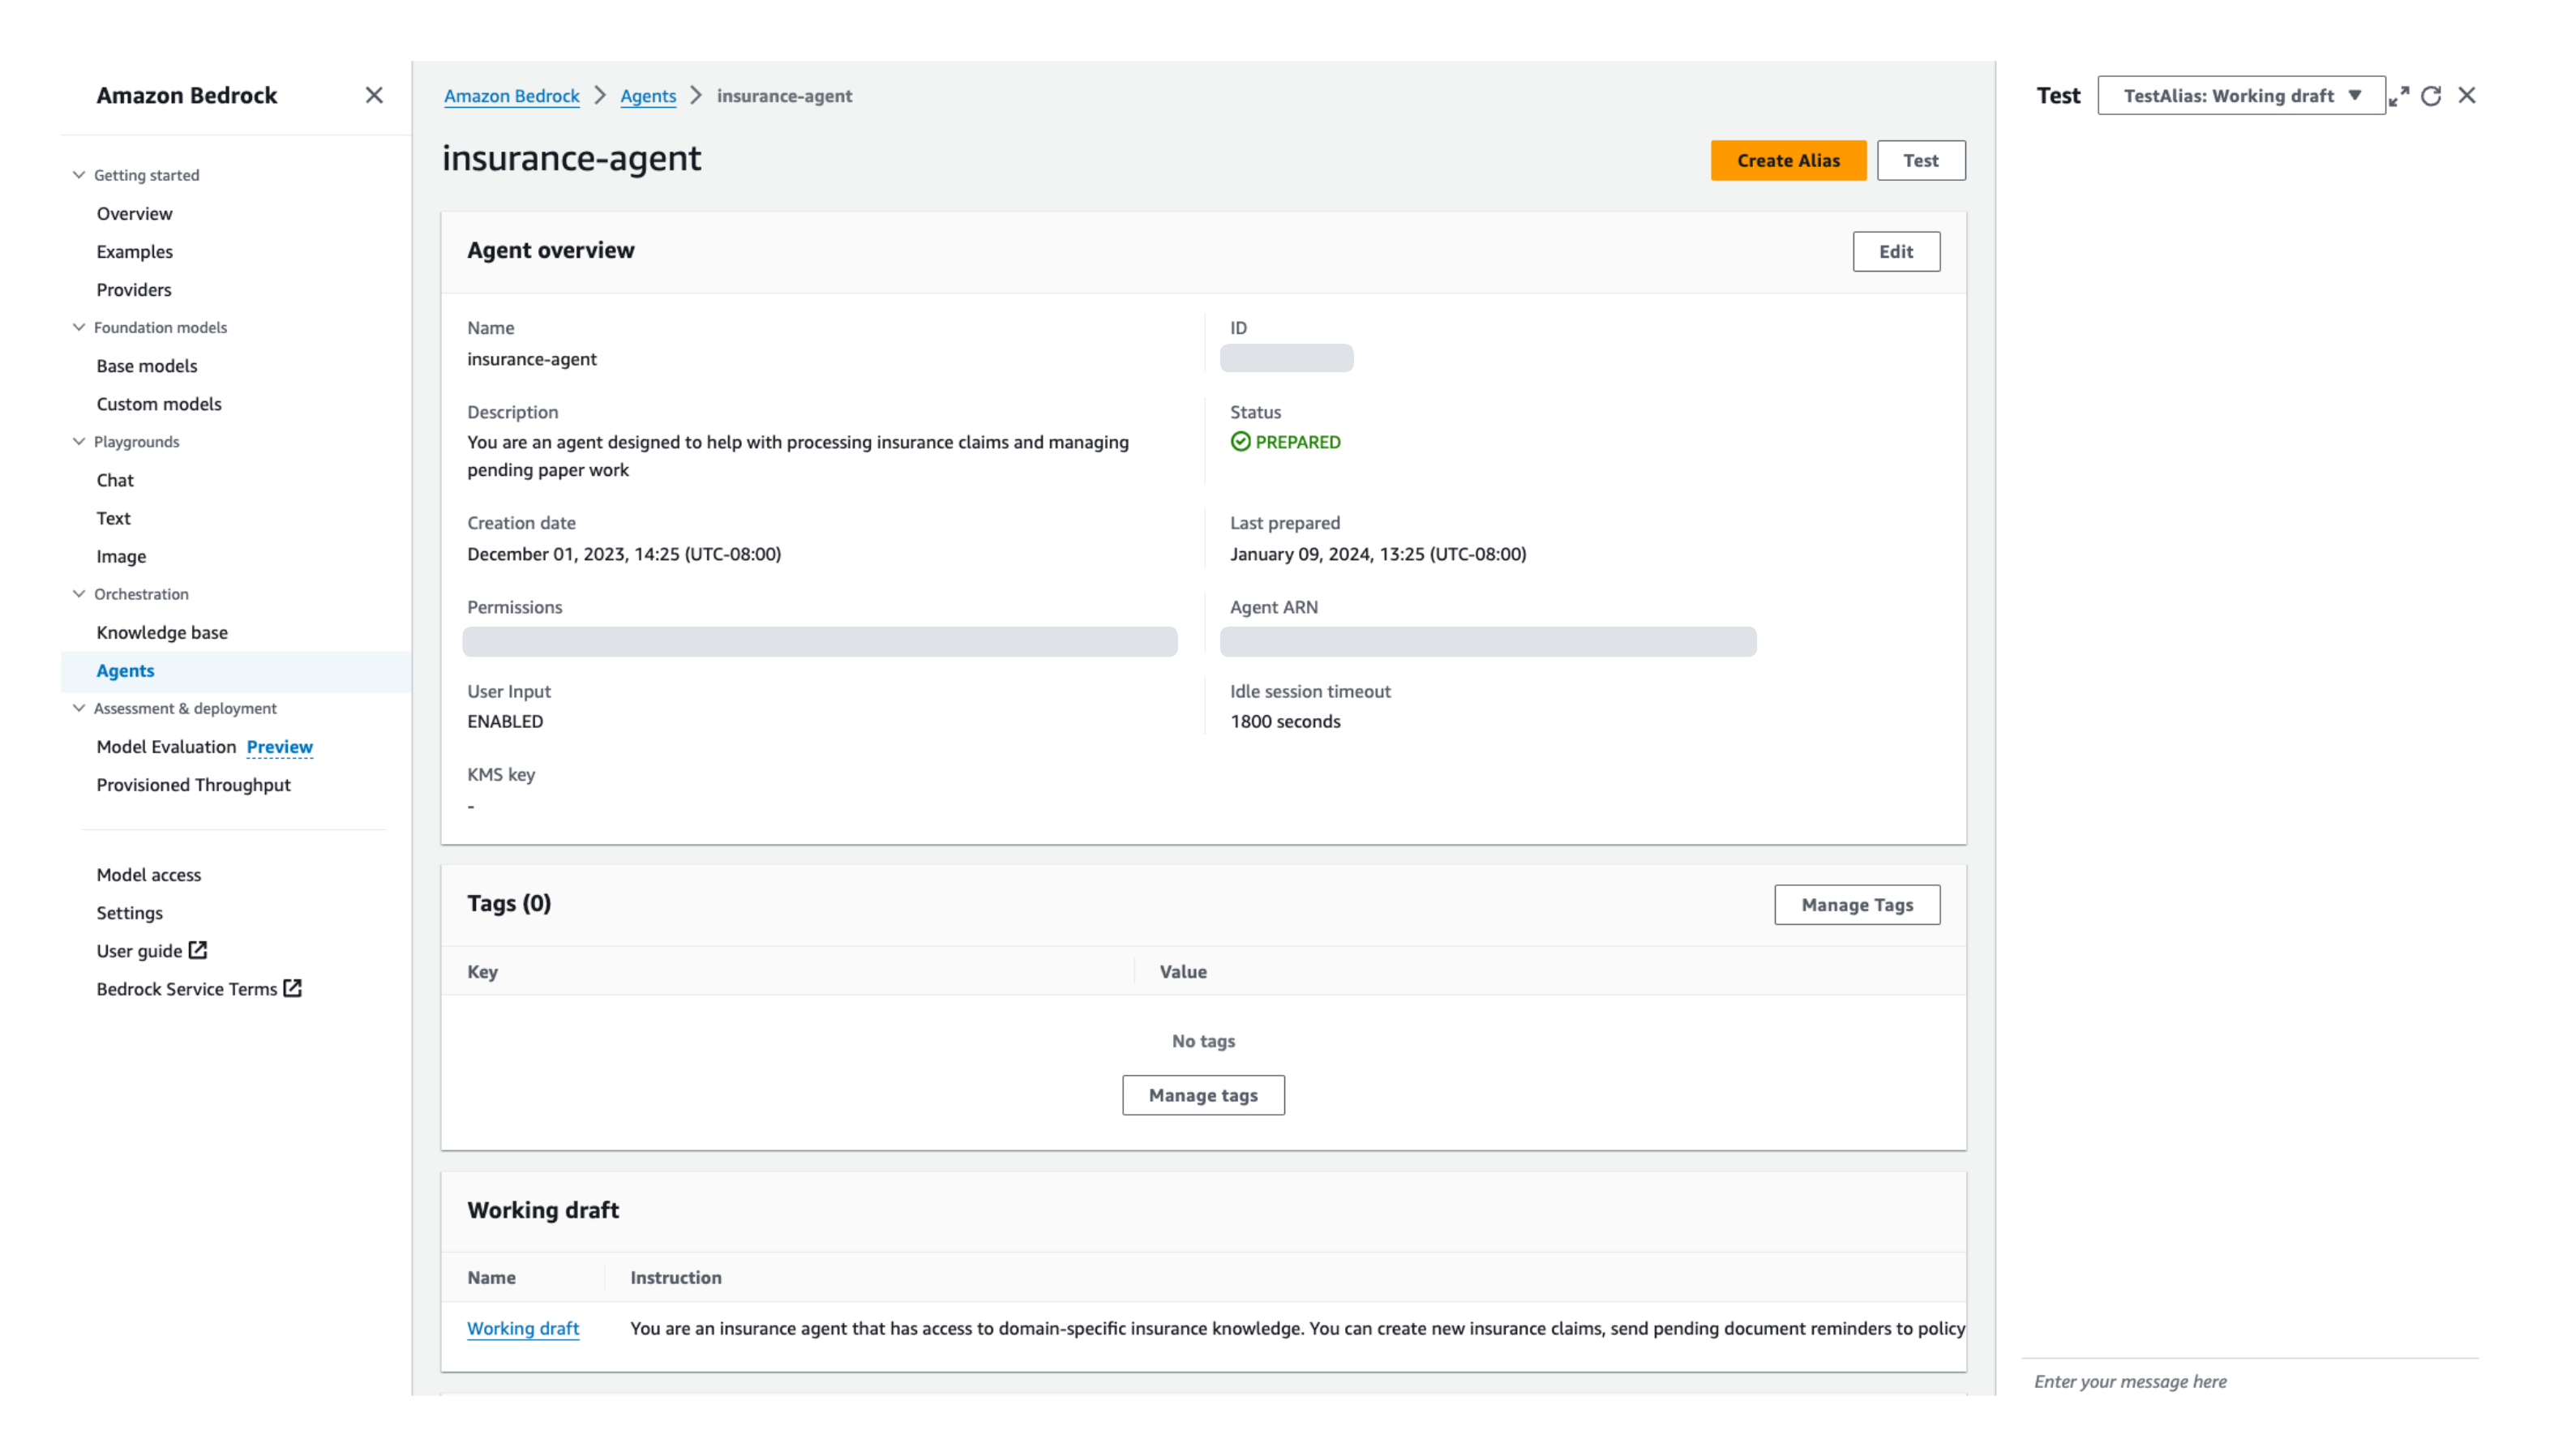 Amazon Bedrock
Getting started
Overview
Examples
Providers
Foundation models
Base models
Custom models
Playgrounds
Chat
Text
Image
Orchestration
Knowledge base
Agents
Assessment & deployment
Model Evaluation Preview
Provisioned Throughput
Model access
Settings
User guide
Bedrock Service Terms
Amazon Bedrock > Agents > insurance-agent
insurance-agent
Create Alias
Test
Agent overview
Edit
Name
insurance-agent
ID
Description
You are an agent designed to help with processing insurance claims and managing
pending paper work
Status
PREPARED
Creation date
December 01, 2023, 14:25 (UTC-08:00)
Last prepared
January 09, 2024, 13:25 (UTC-08:00)
Permissions
Agent ARN
User Input
ENABLED
Idle session timeout
1800 seconds
KMS key
-
Tags (0)
Manage Tags
Key
Value
No tags
Manage tags
Working draft
Name
Instruction
Working draft
You are an insurance agent that has access to domain-specific insurance knowledge. You can create new insurance claims, send pending document reminders to policy
Test
TestAlias: Working draft
Enter your message here